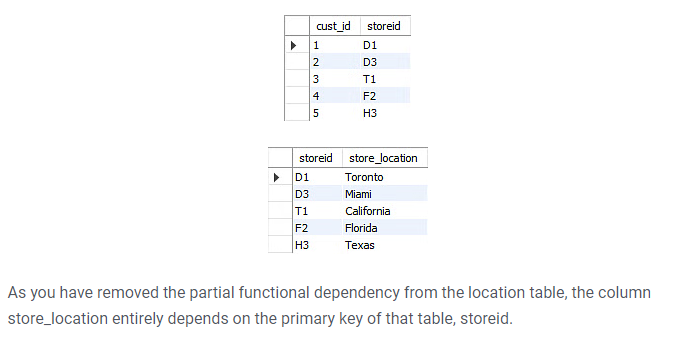 cust_id storeid
1 D1
2 D3
3 T1
4 F2
5 H3
storeid store_location
D1 Toronto
D3 Miami
T1 California
F2 Florida
H3 Texas
As you have removed the partial functional dependency from the location table, the column
store_location entirely depends on the primary key of that table, storeid.